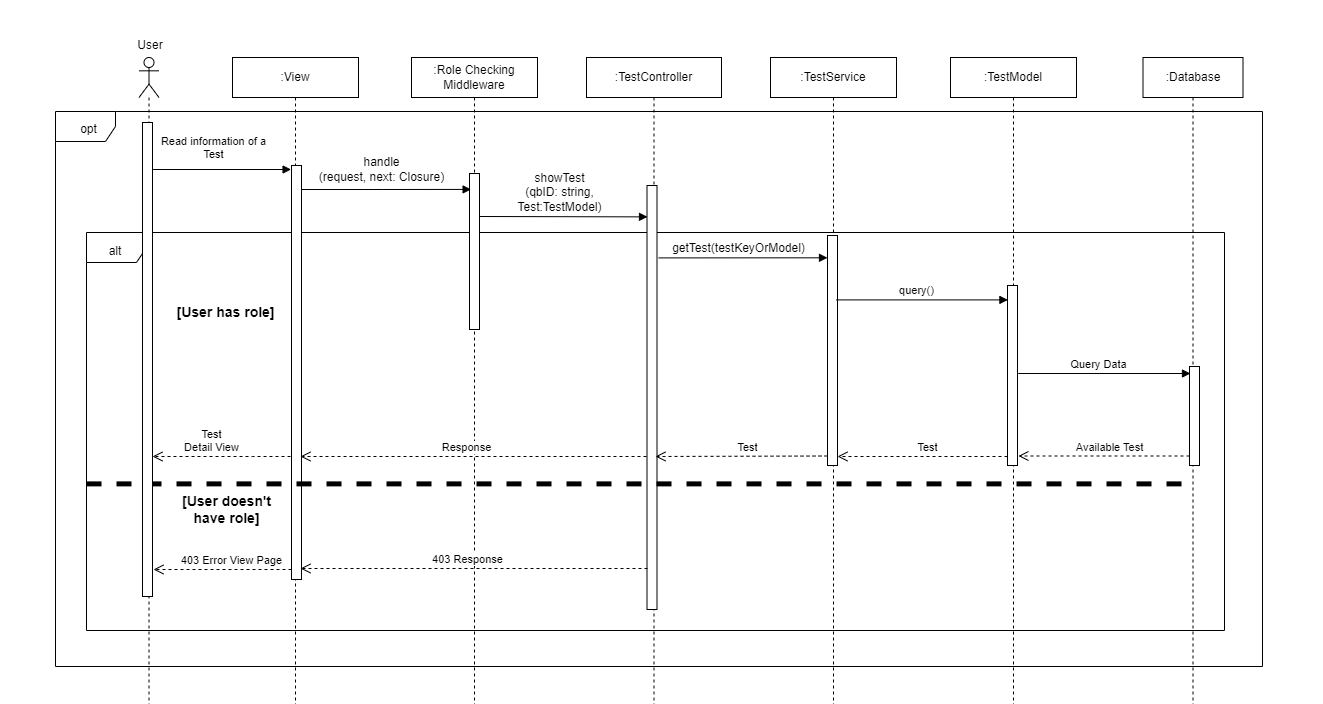 User
:View
:Role Checking
Middleware
:TestController
:TestService
:TestModel
:Database
opt
Read information of a
Test
handle
(request, next: Closure)
showTest
(qbID: string,
Test:TestModel)
alt
getTest(testKeyOrModel)
query()
[User has role]
Query Data
Test
Detail View
Response
Test
Test
Available Test
[User doesn't
have role]
403 Error View Page
403 Response